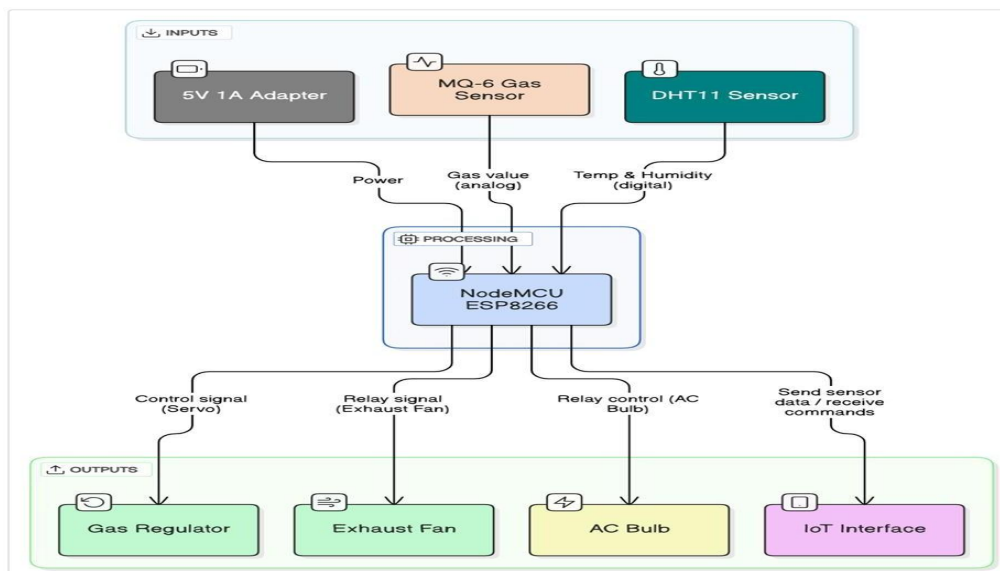 INPUTS
5V 1A Adapter
MQ-6 Gas
Sensor
DHT11 Sensor
Power
Gas value
(analog)
Temp & Humidity
(digital)
PROCESSING
NodeMCU
ESP8266
Control signal
(Servo)
Relay signal
(Exhaust Fan)
Relay control (AC
Bulb)
Send sensor
data / receive
commands
OUTPUTS
Gas Regulator
Exhaust Fan
AC Bulb
IoT Interface